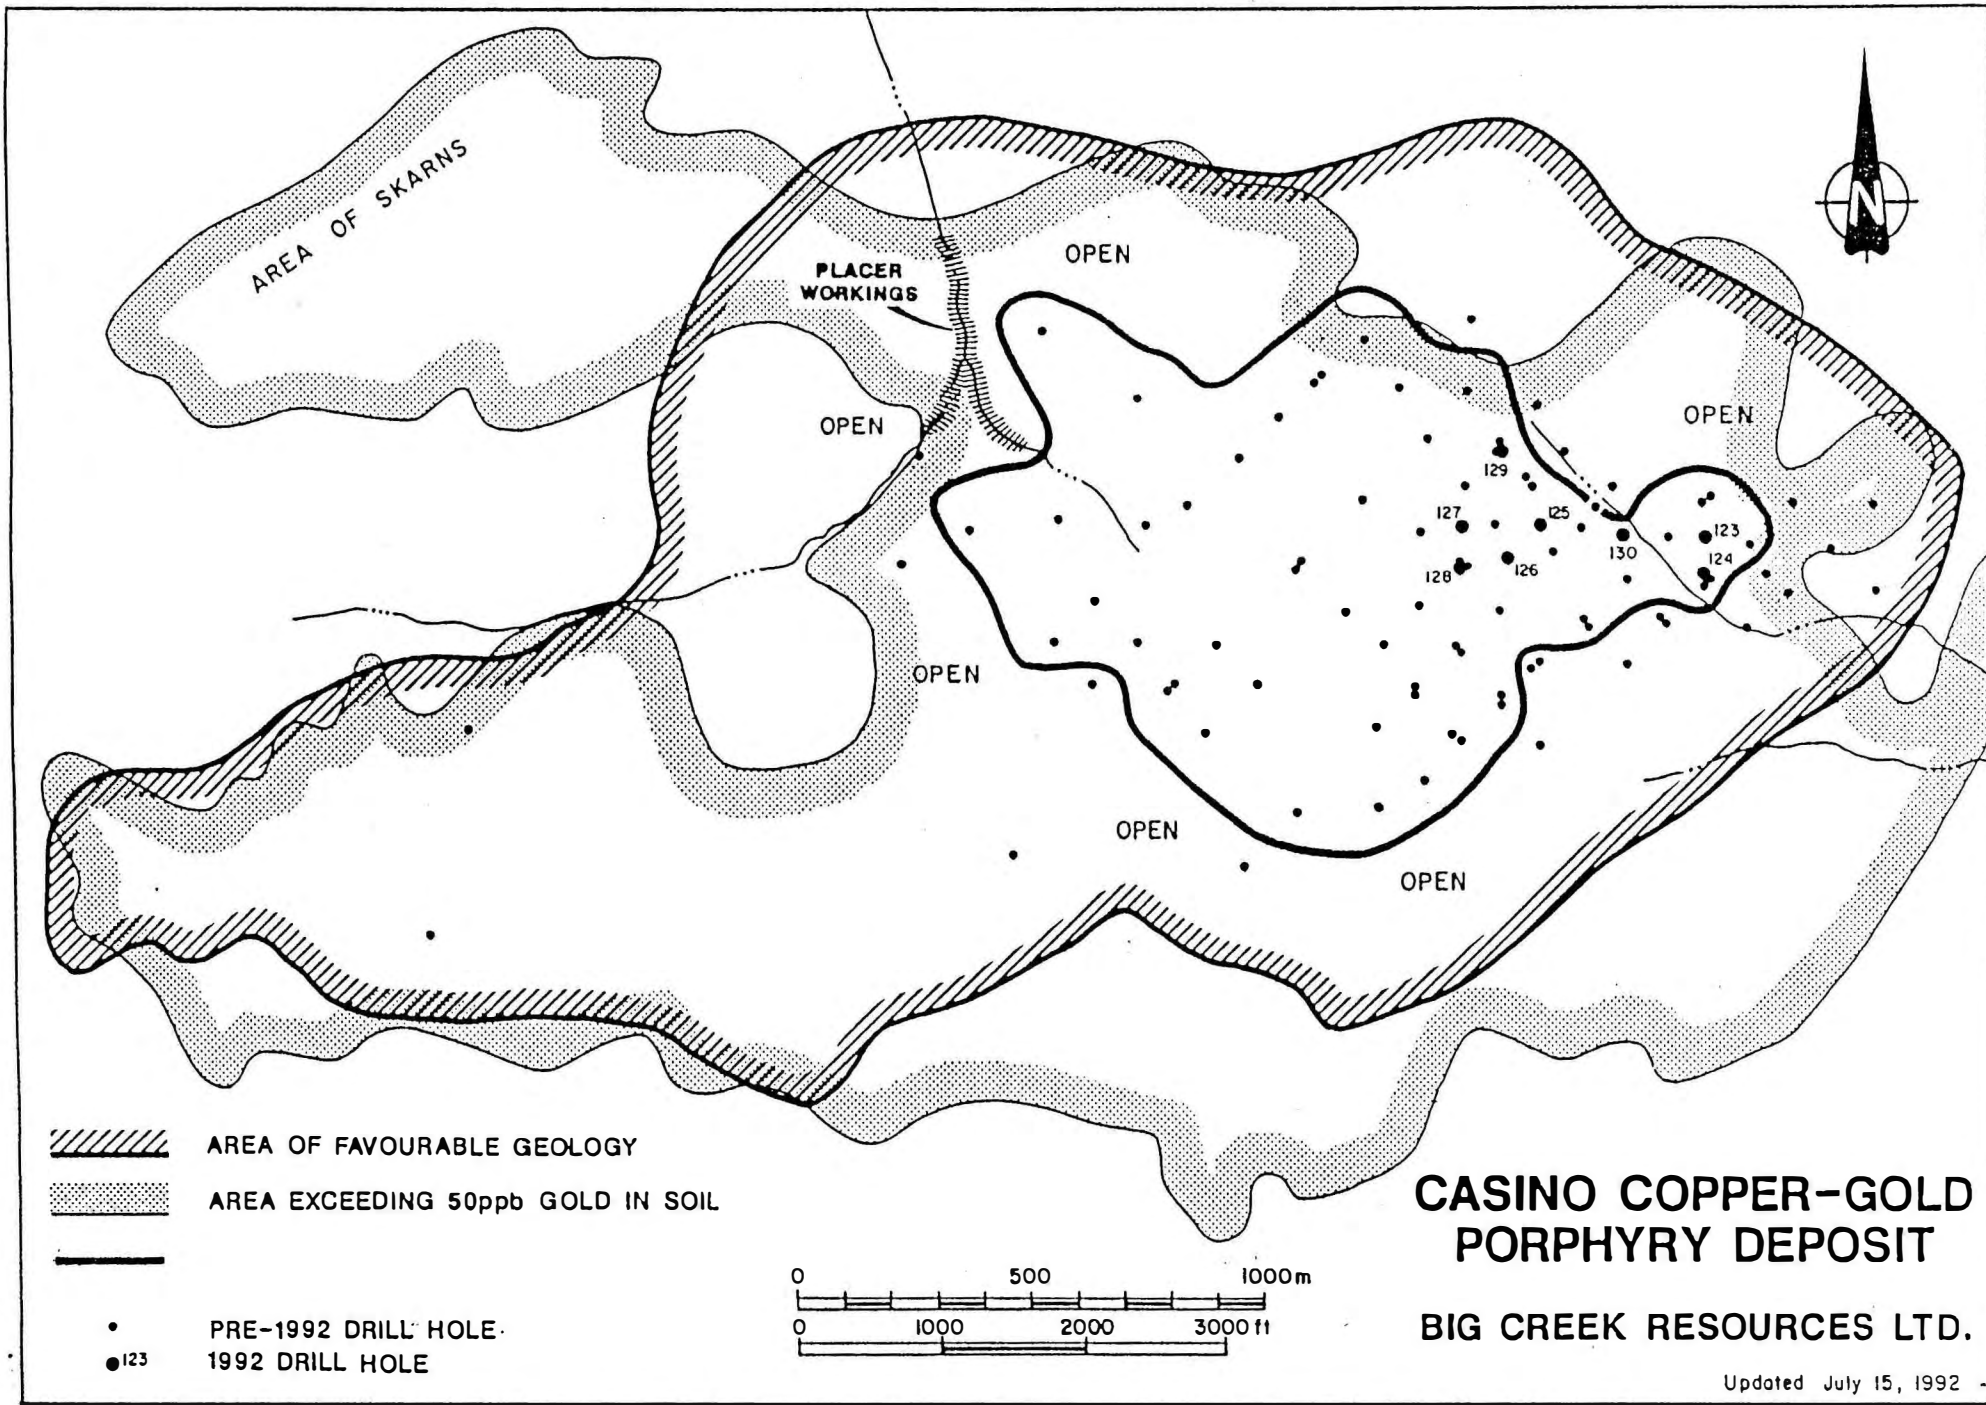 AREA OF SKARNS
N
PLACER
WORKINGS
OPEN
OPEN
OPEN
129
127
125
123
130
124
128
126
OPEN
OPEN
OPEN
AREA OF FAVOURABLE GEOLOGY
AREA EXCEEDING 50ppb GOLD IN SOIL
PRE-1992 DRILL HOLE
123 1992 DRILL HOLE
0 500 1000m
0 1000 2000 3000ft
CASINO COPPER-GOLD
PORPHYRY DEPOSIT
BIG CREEK RESOURCES LTD.
Updated July 15, 1992